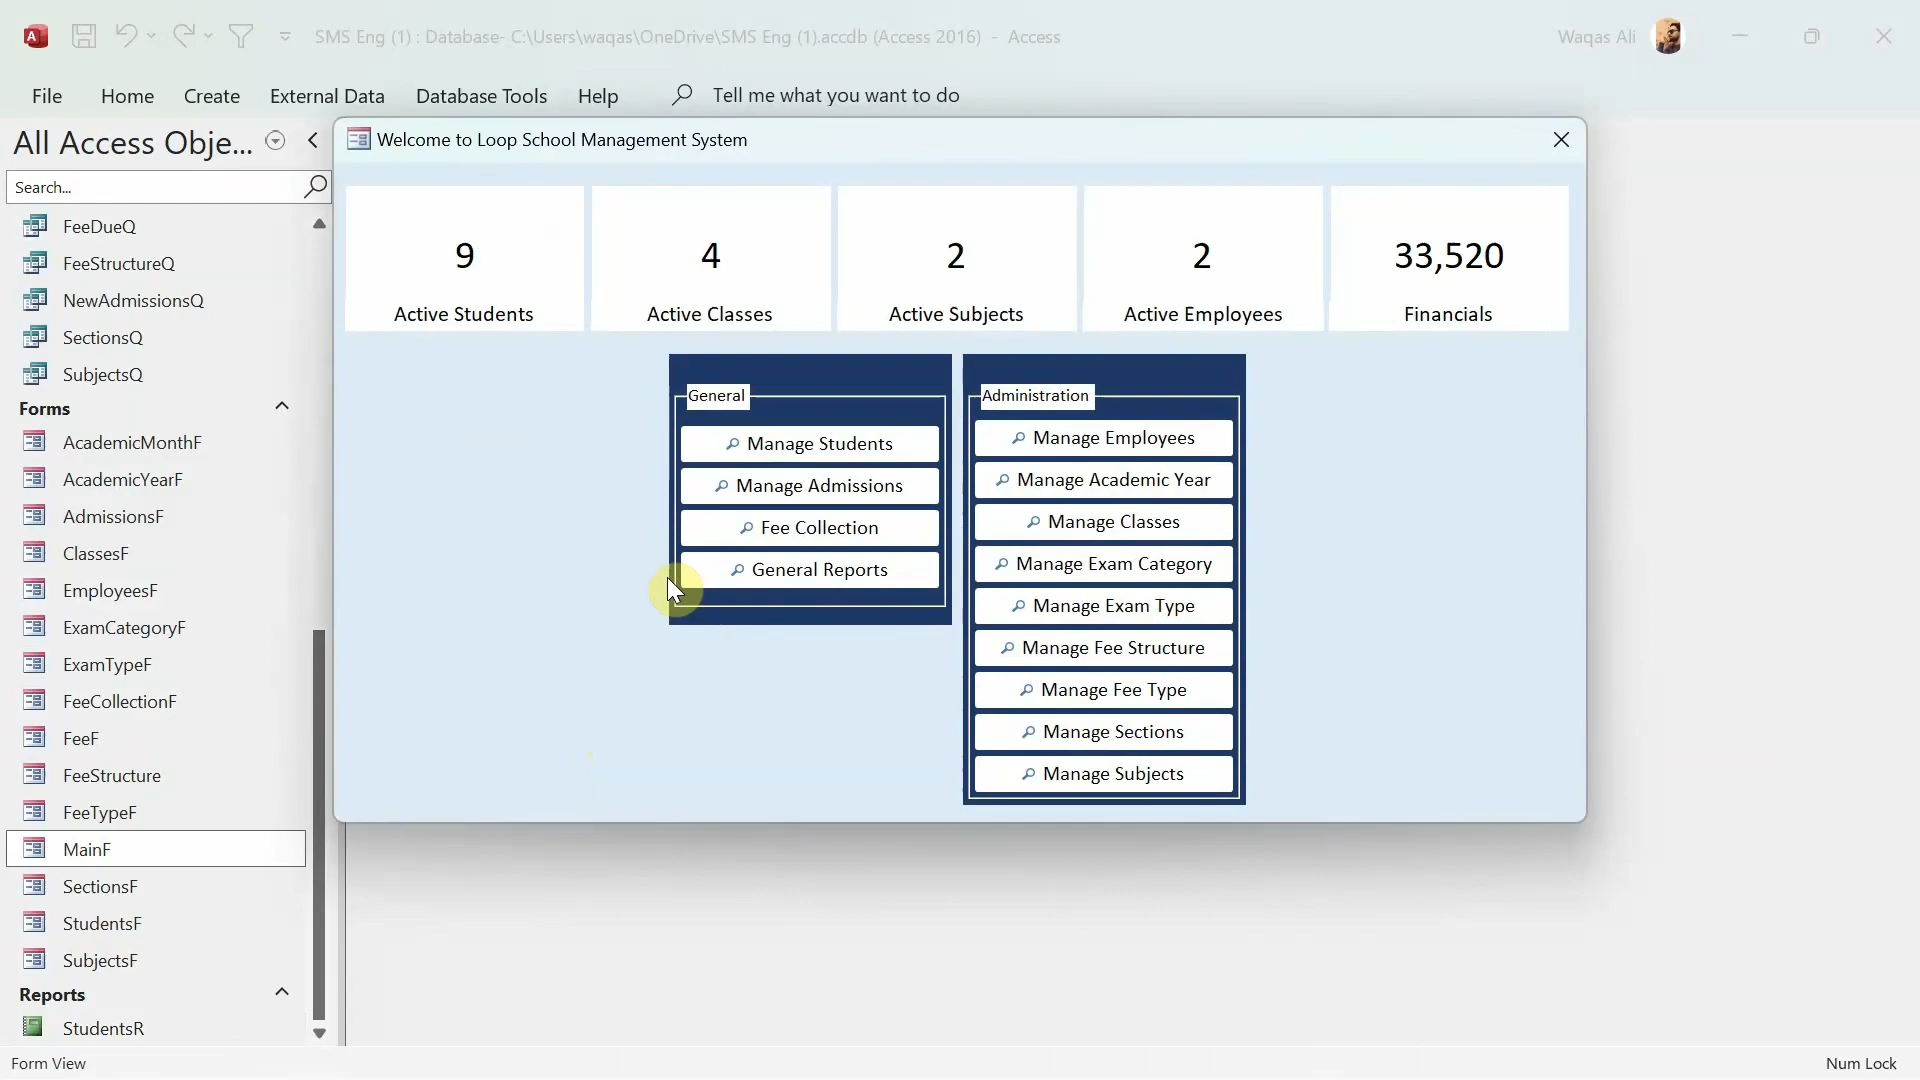 SMS Eng (1) : Database- C:\Users\waqas\OneDrive\SMS Eng (1).accdb (Access 2016) - Access
Waqas Ali
File Home Create External Data Database Tools Help Tell me what you want to do
All Access Obje...
Search...
FeeDueQ
FeeStructureQ
NewAdmissionsQ
SectionsQ
SubjectsQ
Forms
AcademicMonthF
AcademicYearF
AdmissionsF
ClassesF
EmployeesF
ExamCategoryF
ExamTypeF
FeeCollectionF
FeeF
FeeStructure
FeeTypeF
MainF
SectionsF
StudentsF
SubjectsF
Reports
StudentsR
Welcome to Loop School Management System
9
Active Students
4
Active Classes
2
Active Subjects
2
Active Employees
33,520
Financials
General
Manage Students
Manage Admissions
Fee Collection
General Reports
Administration
Manage Employees
Manage Academic Year
Manage Classes
Manage Exam Category
Manage Exam Type
Manage Fee Structure
Manage Fee Type
Manage Sections
Manage Subjects
Form View
Num Lock